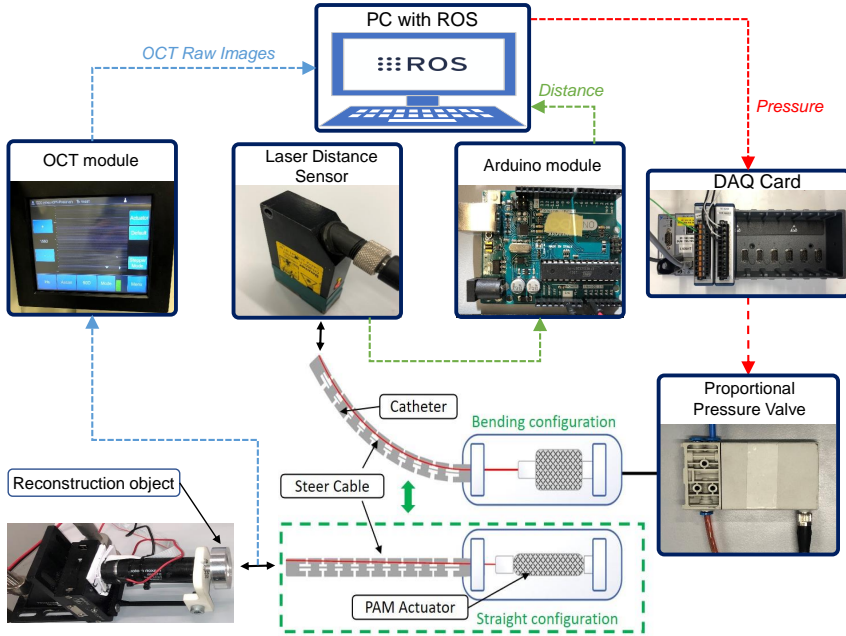 PC with ROS
OCT Raw Images
ROS
Distance
Pressure
OCT module
Laser Distance
Sensor
Arduino module
DAQ Card
Proportional
Pressure Valve
Catheter
Bending configuration
Steer Cable
Reconstruction object
PAM Actuator
Straight configuration